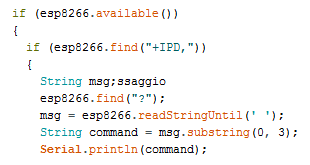 if (esp8266.available())
{
if (esp8266.find("+IPD,"))
{
String msg;ssaggio
esp8266.find("?");
msg = esp8266.readStringUntil(' ');
String command = msg.substring(0, 3);
Serial.println(command);